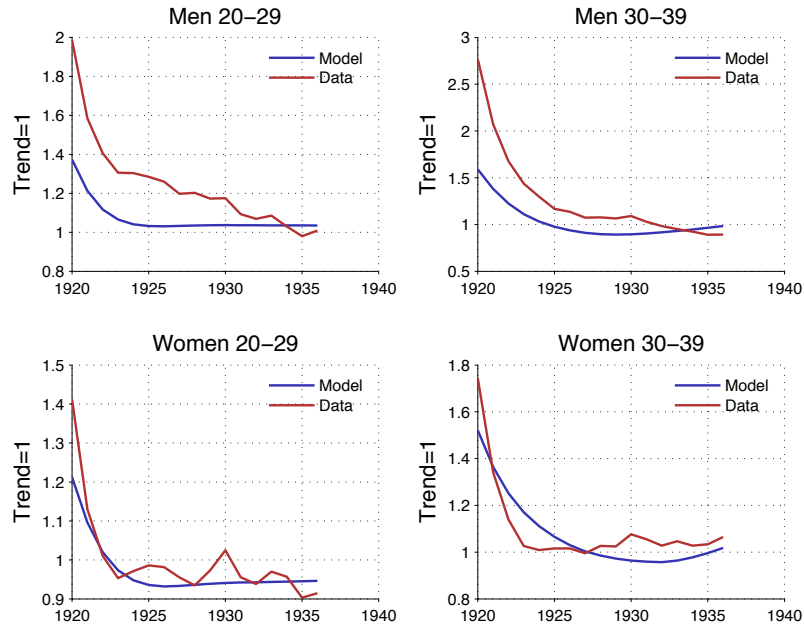 Men 20−29
2
1.8
1.6
1.4
1.2
1
0.8
Trend=1
Model
Data
1920 1925 1930 1935 1940
Men 30−39
3
2.5
2
1.5
1
0.5
Model
Data
1920 1925 1930 1935 1940
Women 20−29
1.5
1.4
1.3
1.2
1.1
1
0.9
Trend=1
Model
Data
1920 1925 1930 1935 1940
Women 30−39
1.8
1.6
1.4
1.2
1
0.8
Trend=1
Model
Data
1920 1925 1930 1935 1940